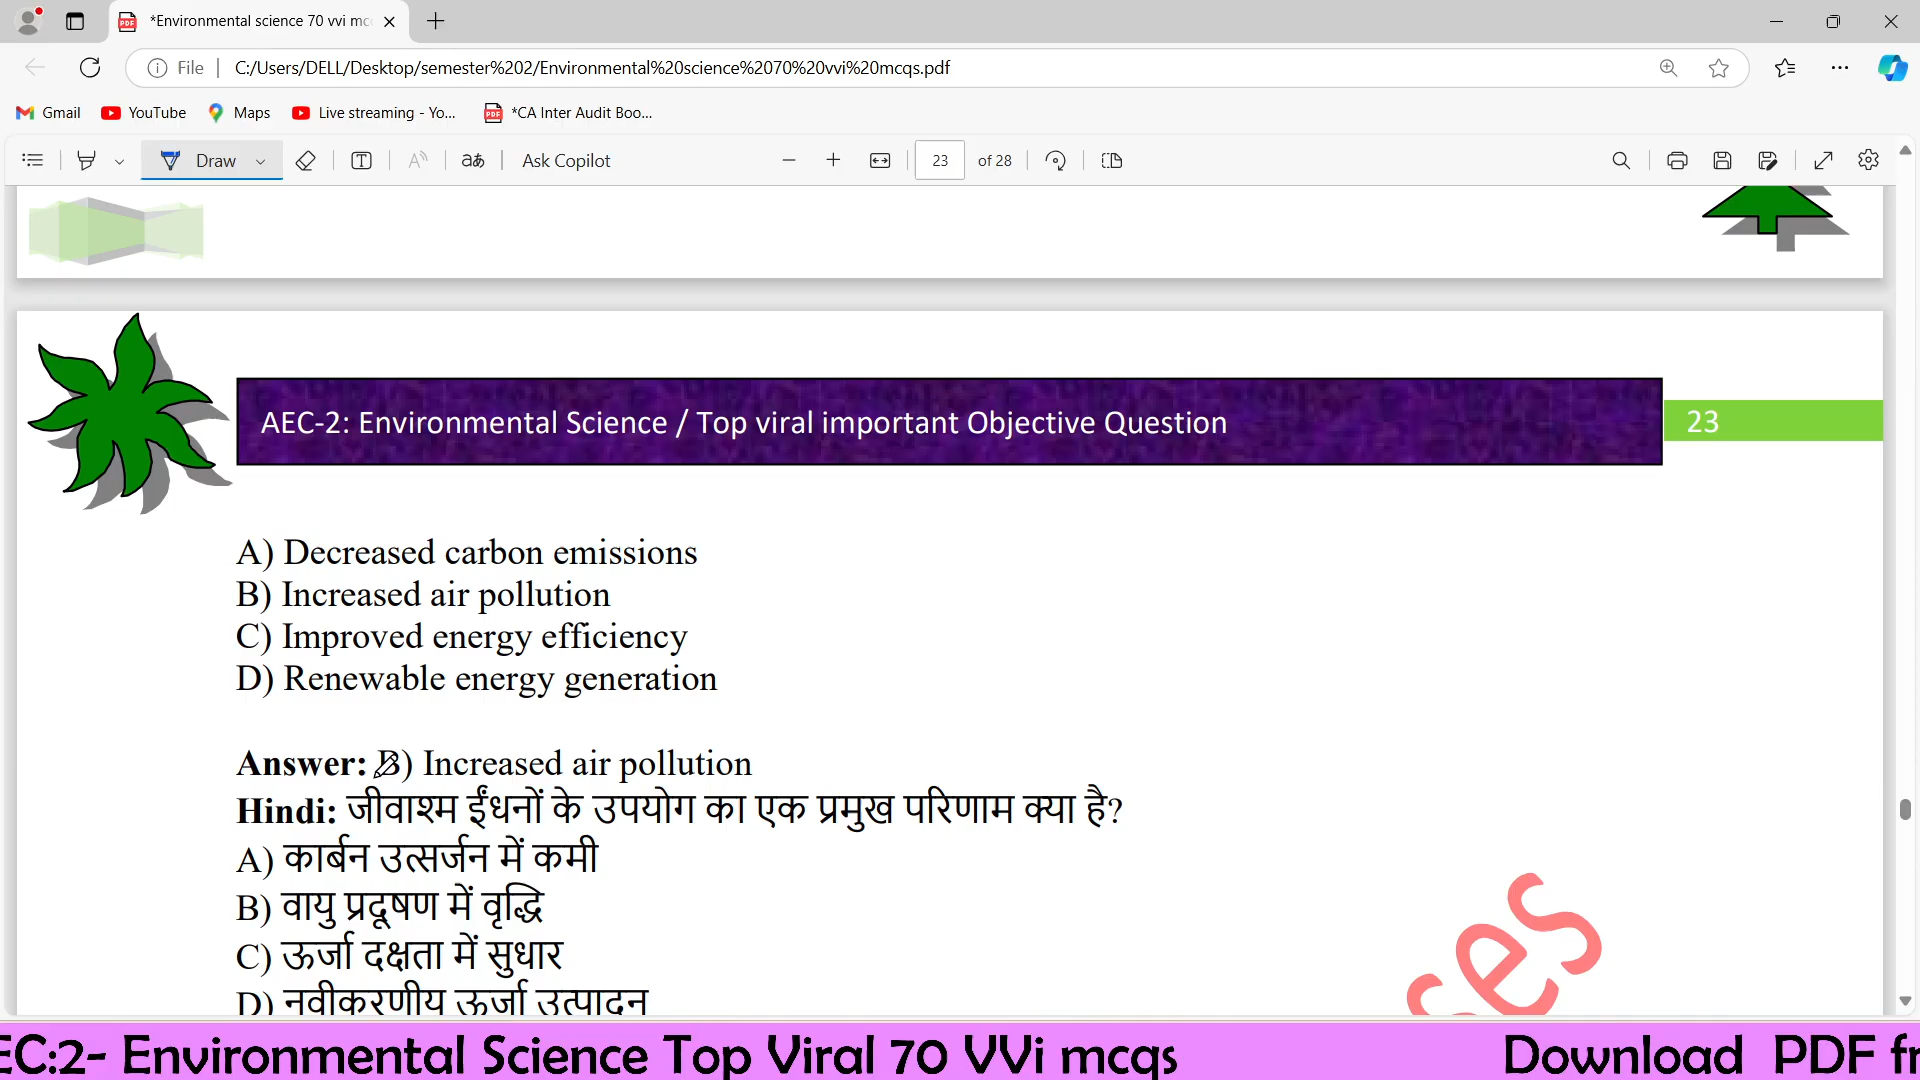 *Environmental science 70 vvi mc
File
C:/Users/DELL/Desktop/semester%202/Environmental%20science%2070%20vvi%20mcqs.pdf
Gmail
YouTube
Maps
Live streaming - Yo...
*CA Inter Audit Boo...
Draw
Ask Copilot
23 of 28
AEC-2: Environmental Science / Top viral important Objective Question
23
A) Decreased carbon emissions
B) Increased air pollution
C) Improved energy efficiency
D) Renewable energy generation
Answer: B) Increased air pollution
Hindi: जीवाश्म ईंधनों के उपयोग का एक प्रमुख परिणाम क्या है?
A) कार्बन उत्सर्जन में कमी
B) वायु प्रदूषण में वृद्धि
C) ऊर्जा दक्षता में सुधार
D) नवीकरणीय ऊर्जा उत्पादन
EC:2- Environmental Science Top Viral 70 VVi mcqs
Download PDF fr